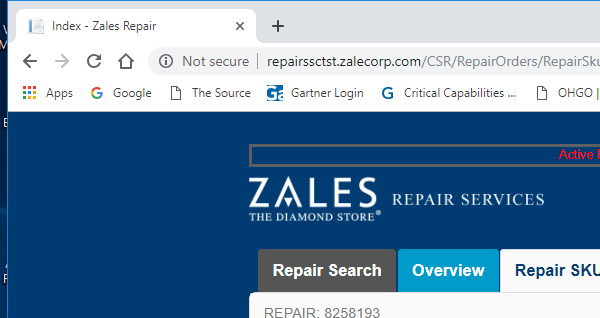 Index - Zales Repair
Not secure | repairssctst.zalecorp.com/CSR/RepairOrders/RepairSku
Apps Google The Source Gartner Login Critical Capabilities ... OHGO |
Active
ZALES
THE DIAMOND STORE®
REPAIR SERVICES
Repair Search Overview Repair SKU
REPAIR: 8258193